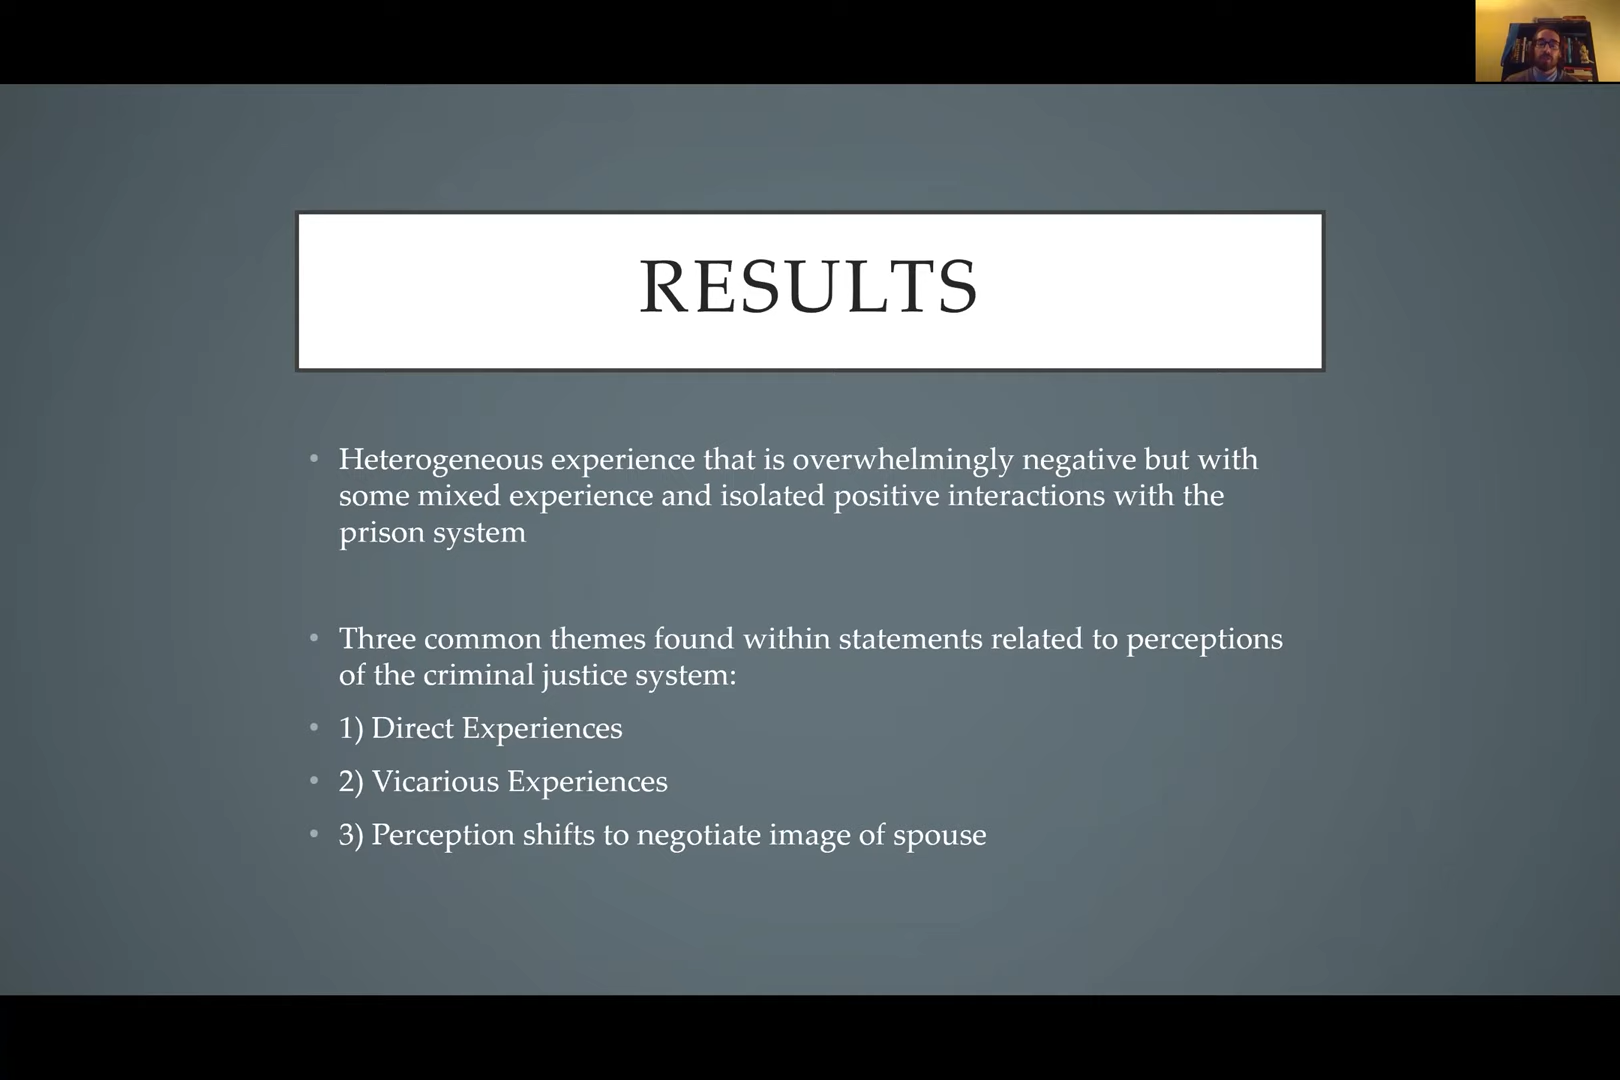 RESULTS
• Heterogeneous experience that is overwhelmingly negative but with
some mixed experience and isolated positive interactions with the
prison system
• Three common themes found within statements related to perceptions
of the criminal justice system:
• 1) Direct Experiences
• 2) Vicarious Experiences
• 3) Perception shifts to negotiate image of spouse